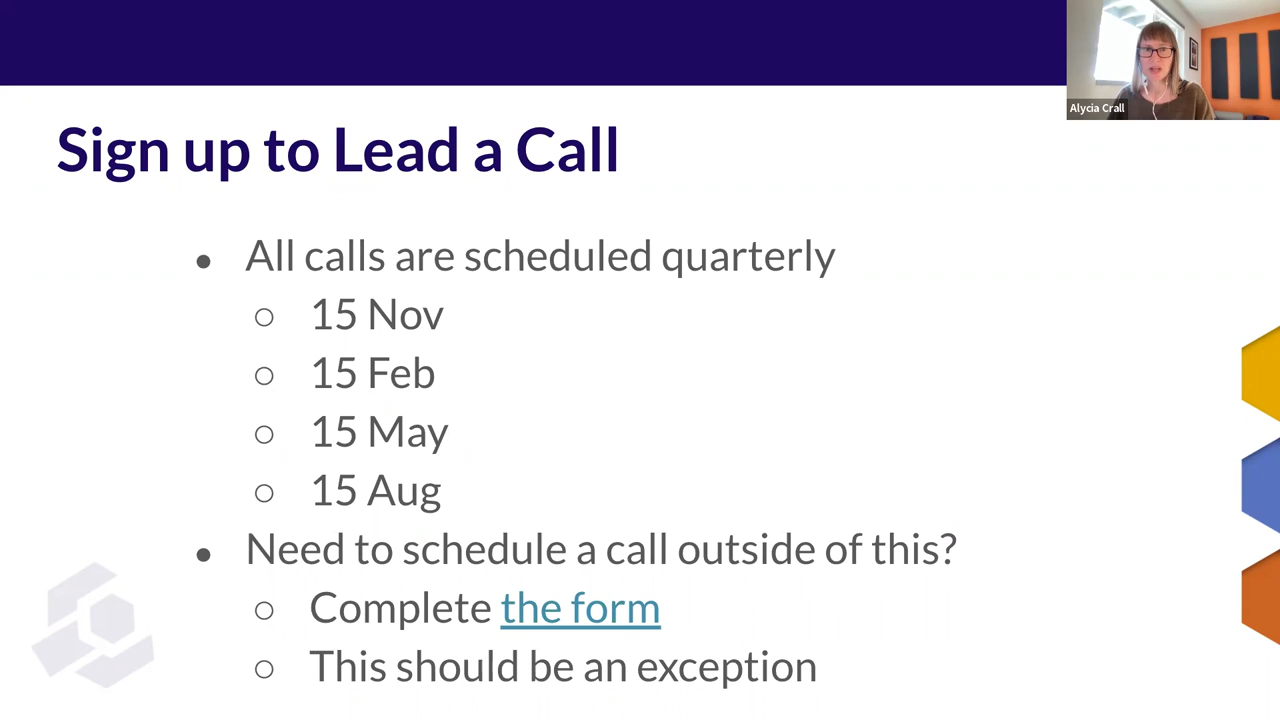 Alycia Crall
Sign up to Lead a Call
● All calls are scheduled quarterly
○ 15 Nov
○ 15 Feb
○ 15 May
○ 15 Aug
● Need to schedule a call outside of this?
○ Complete the form
○ This should be an exception